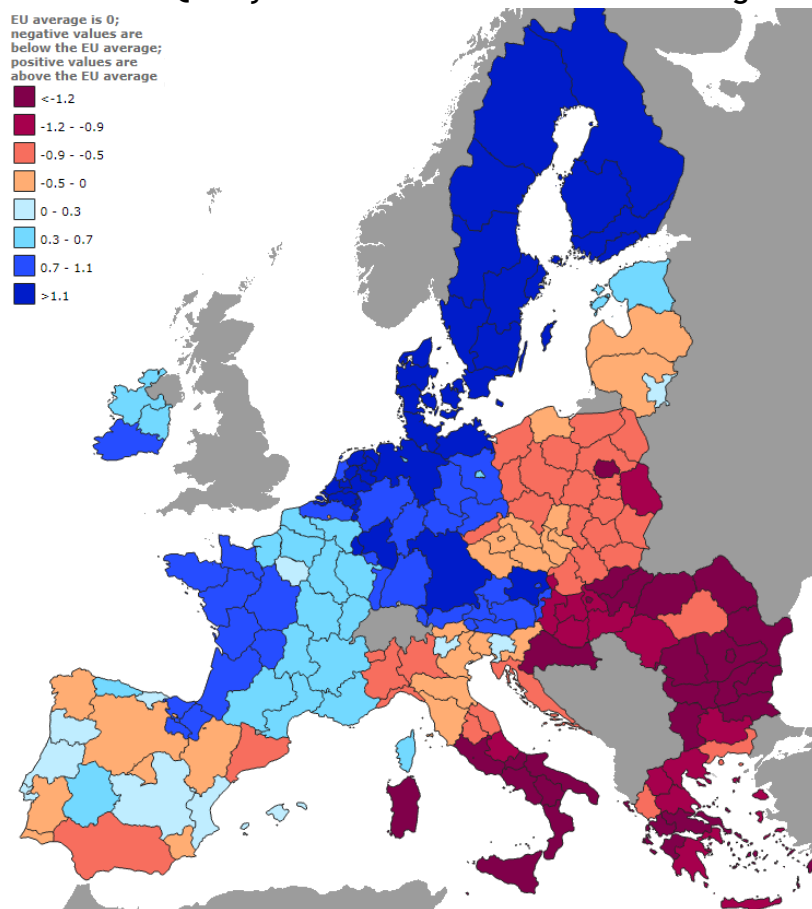 EU average is 0;
negative values are
below the EU average;
positive values are
above the EU average
<-1.2
-1.2 - -0.9
-0.9 - -0.5
-0.5 - 0
0 - 0.3
0.3 - 0.7
0.7 - 1.1
>1.1